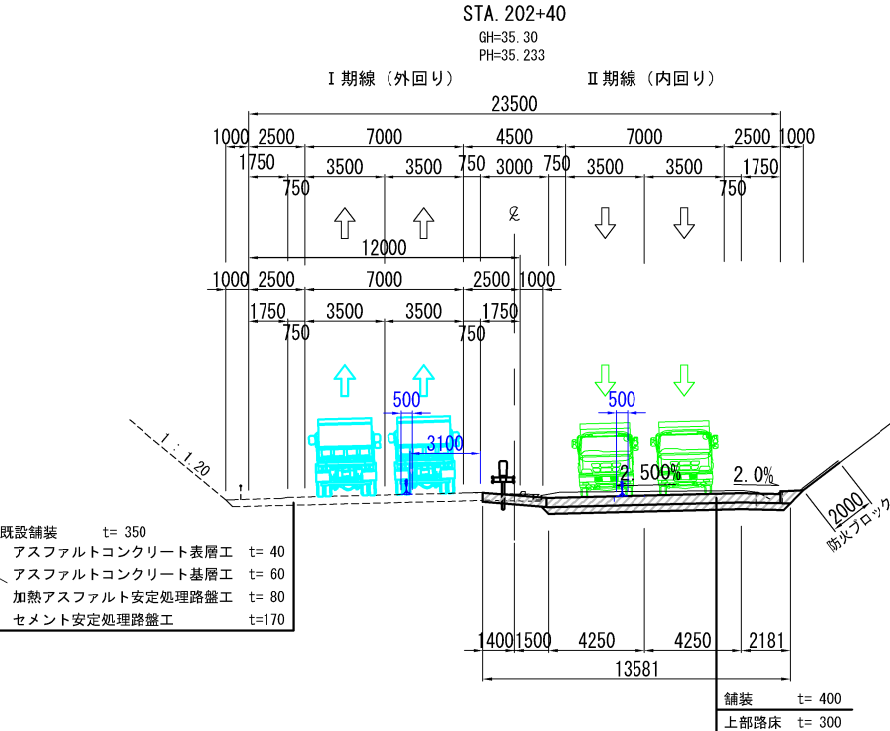 STA. 202+40
GH=35.30
PH=35.233
Ⅰ期線（外回り） Ⅱ期線（内回り）
23500
1000 2500 7000 4500 7000 2500 1000
1750 3500 3500 750 3000 750 3500 3500 1750
750 750
℄
12000
1000 2500 7000 2500 1000
1750 3500 3500 1750
750 750
500 500
3100
1：1.20
2.500% 2.0%
2000
防火ブロック
既設舗装 t= 350
アスファルトコンクリート表層工 t= 40
アスファルトコンクリート基層工 t= 60
加熱アスファルト安定処理路盤工 t= 80
セメント安定処理路盤工 t=170
1400 1500 4250 4250 2181
13581
舗装 t= 400
上部路床 t= 300